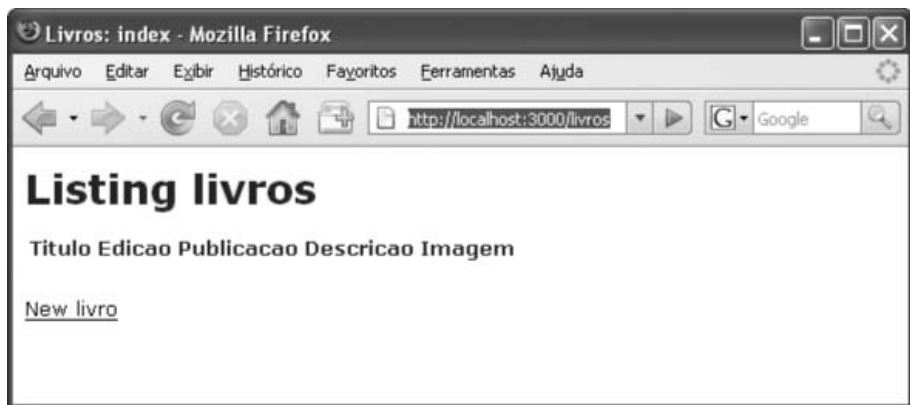 Livros: index - Mozilla Firefox
Arquivo Editar Exibir Histórico Favoritos Ferramentas Ajuda
http://localhost:3000/livros G Google
Listing livros
Titulo Edicao Publicacao Descricao Imagem
New livro